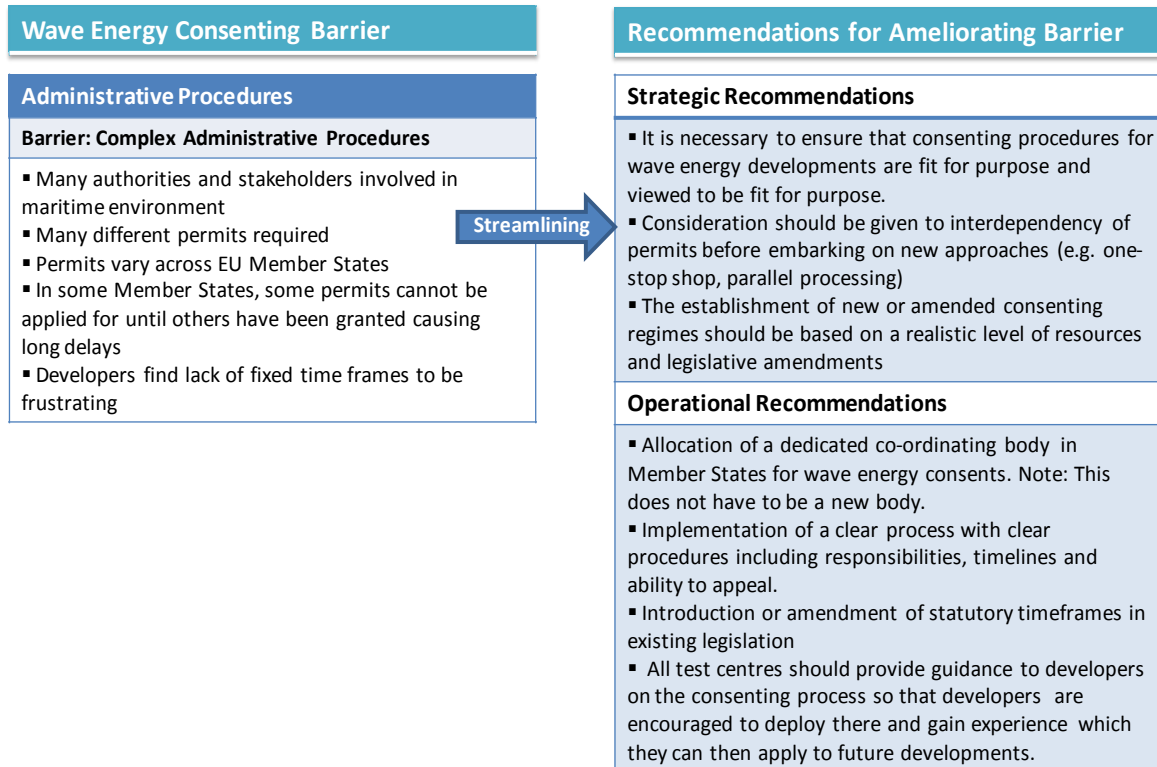 Wave Energy Consenting Barrier
Administrative Procedures
Barrier: Complex Administrative Procedures
▪ Many authorities and stakeholders involved in
maritime environment
▪ Many different permits required
▪ Permits vary across EU Member States
▪ In some Member States, some permits cannot be
applied for until others have been granted causing
long delays
▪ Developers find lack of fixed time frames to be
frustrating
Streamlining
Recommendations for Ameliorating Barrier
Strategic Recommendations
▪ It is necessary to ensure that consenting procedures for
wave energy developments are fit for purpose and
viewed to be fit for purpose.
▪ Consideration should be given to interdependency of
permits before embarking on new approaches (e.g. one-
stop shop, parallel processing)
▪ The establishment of new or amended consenting
regimes should be based on a realistic level of resources
and legislative amendments
Operational Recommendations
▪ Allocation of a dedicated co-ordinating body in
Member States for wave energy consents. Note: This
does not have to be a new body.
▪ Implementation of a clear process with clear
procedures including responsibilities, timelines and
ability to appeal.
▪ Introduction or amendment of statutory timeframes in
existing legislation
▪ All test centres should provide guidance to developers
on the consenting process so that developers are
encouraged to deploy there and gain experience which
they can then apply to future developments.